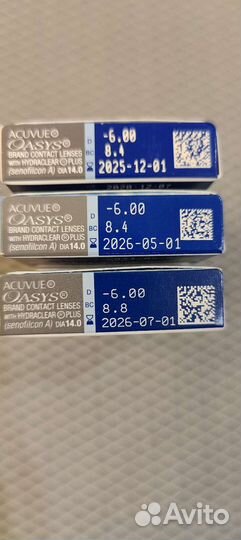 ACUVUE®
OASYS®
BRAND CONTACT LENSES
WITH HYDRACLEAR® PLUS
(senofilcon A) DIA14.0
D -6.00
BC 8.4
2025-12-01
ACUVUE®
OASYS®
BRAND CONTACT LENSES
WITH HYDRACLEAR® PLUS
(senofilcon A) DIA14.0
D -6.00
BC 8.4
2026-05-01
ACUVUE®
OASYS®
BRAND CONTACT LENSES
WITH HYDRACLEAR® PLUS
(senofilcon A) DIA14.0
D -6.00
BC 8.8
2026-07-01
Avito